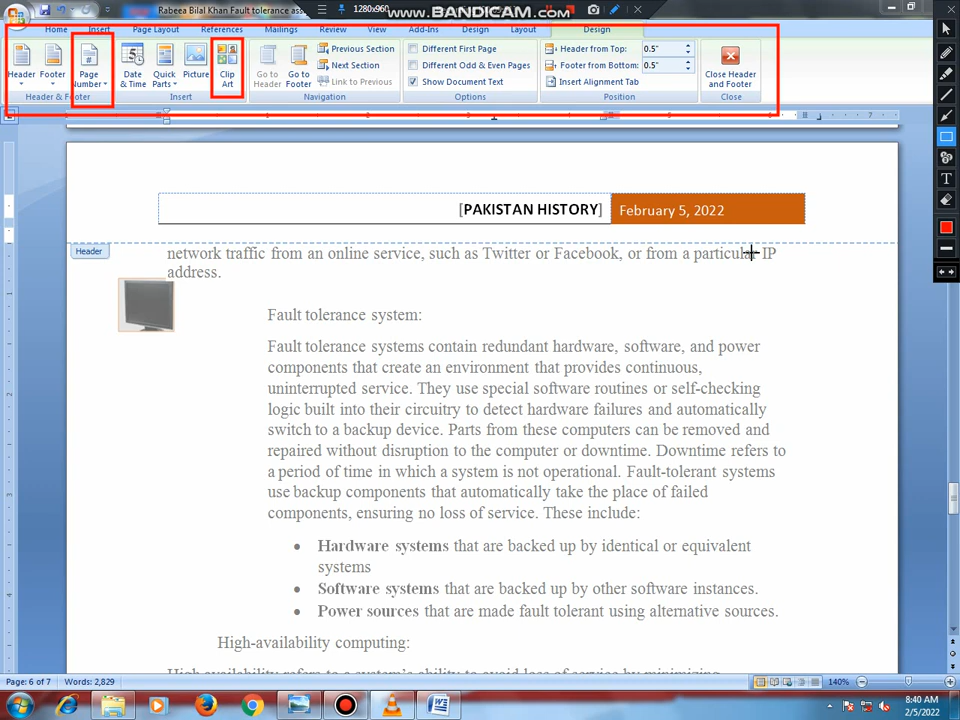 Rabeea Bilal Khan Fault tolerance ass
1280x960
www.BANDICAM.com
Home Insert Page Layout References Mailings Review View Add-Ins Design Layout Design
Header Footer Page Number Date & Time Quick Parts Picture Clip Art Go to Header Go to Footer
Previous Section
Next Section
Link to Previous
Different First Page
Different Odd & Even Pages
Show Document Text
Header from Top: 0.5"
Footer from Bottom: 0.5"
Insert Alignment Tab
Close Header and Footer
Header & Footer Insert Navigation Options Position Close
[PAKISTAN HISTORY] February 5, 2022
Header
network traffic from an online service, such as Twitter or Facebook, or from a particular IP
address.
Fault tolerance system:
Fault tolerance systems contain redundant hardware, software, and power
components that create an environment that provides continuous,
uninterrupted service. They use special software routines or self-checking
logic built into their circuitry to detect hardware failures and automatically
switch to a backup device. Parts from these computers can be removed and
repaired without disruption to the computer or downtime. Downtime refers to
a period of time in which a system is not operational. Fault-tolerant systems
use backup components that automatically take the place of failed
components, ensuring no loss of service. These include:
• Hardware systems that are backed up by identical or equivalent
systems
• Software systems that are backed up by other software instances.
• Power sources that are made fault tolerant using alternative sources.
High-availability computing:
Page: 6 of 7 Words: 2,829 140%
8:40 AM
2/5/2022